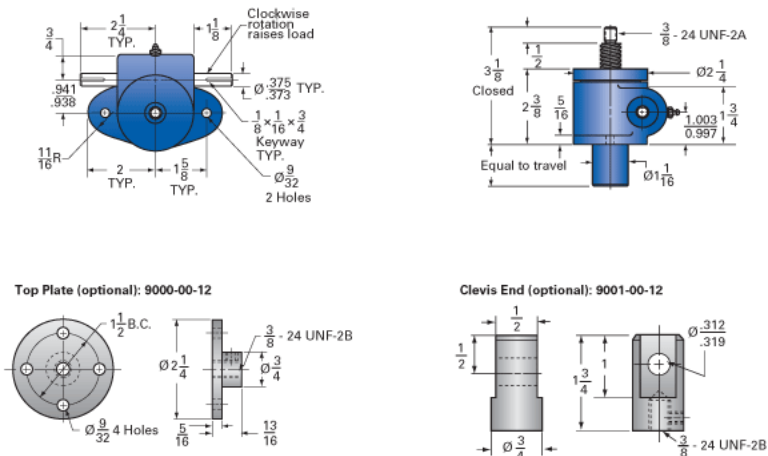 Clockwise
rotation
raises load
2 1/4
TYP.
1 1/8
3/4
.941
.938
Ø .375
.373 TYP.
1/8 × 1/16 × 3/4
Keyway
TYP.
11/16 R
2
TYP.
1 5/8
TYP.
Ø 9/32
2 Holes
3/8 - 24 UNF-2A
1/2
Ø2 1/4
3 1/8
Closed
2 3/8
5/16
1.003
0.997
1 3/4
Equal to travel
Ø1 1/16
Top Plate (optional): 9000-00-12
1 1/2 B.C.
Ø 9/32 4 Holes
Ø2 1/4
3/8 - 24 UNF-2B
Ø 3/4
5/16
13/16
Clevis End (optional): 9001-00-12
1/2
1/2
1 3/4
1
Ø .312
.319
Ø 3/4
3/8 - 24 UNF-2B